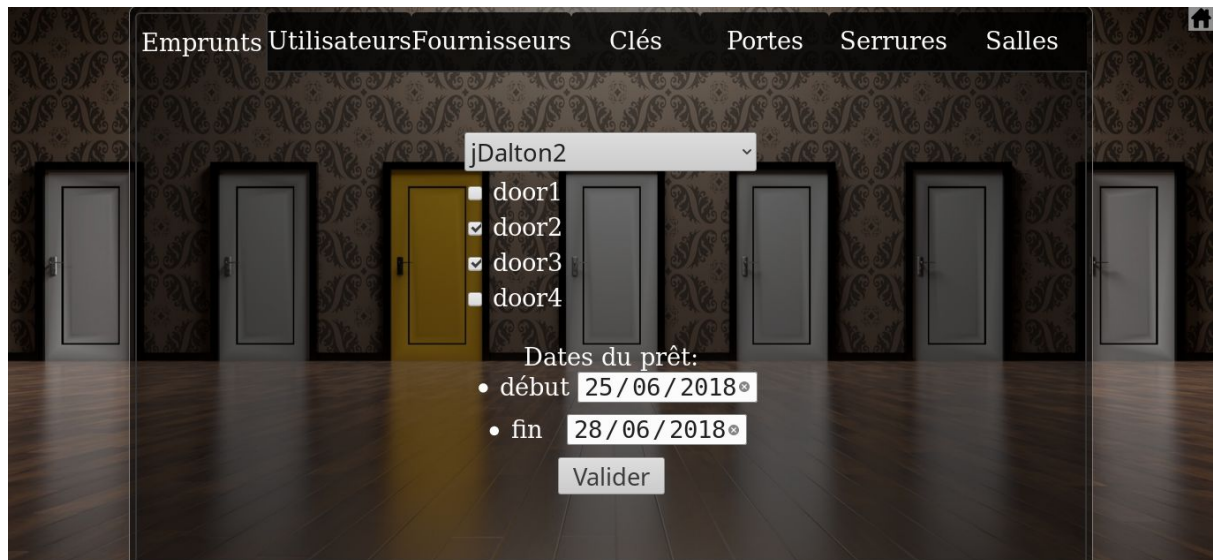 Emprunts Utilisateurs Fournisseurs Clés Portes Serrures Salles
jDalton2
door1
door2
door3
door4
Dates du prêt:
• début 25/06/2018
• fin 28/06/2018
Valider